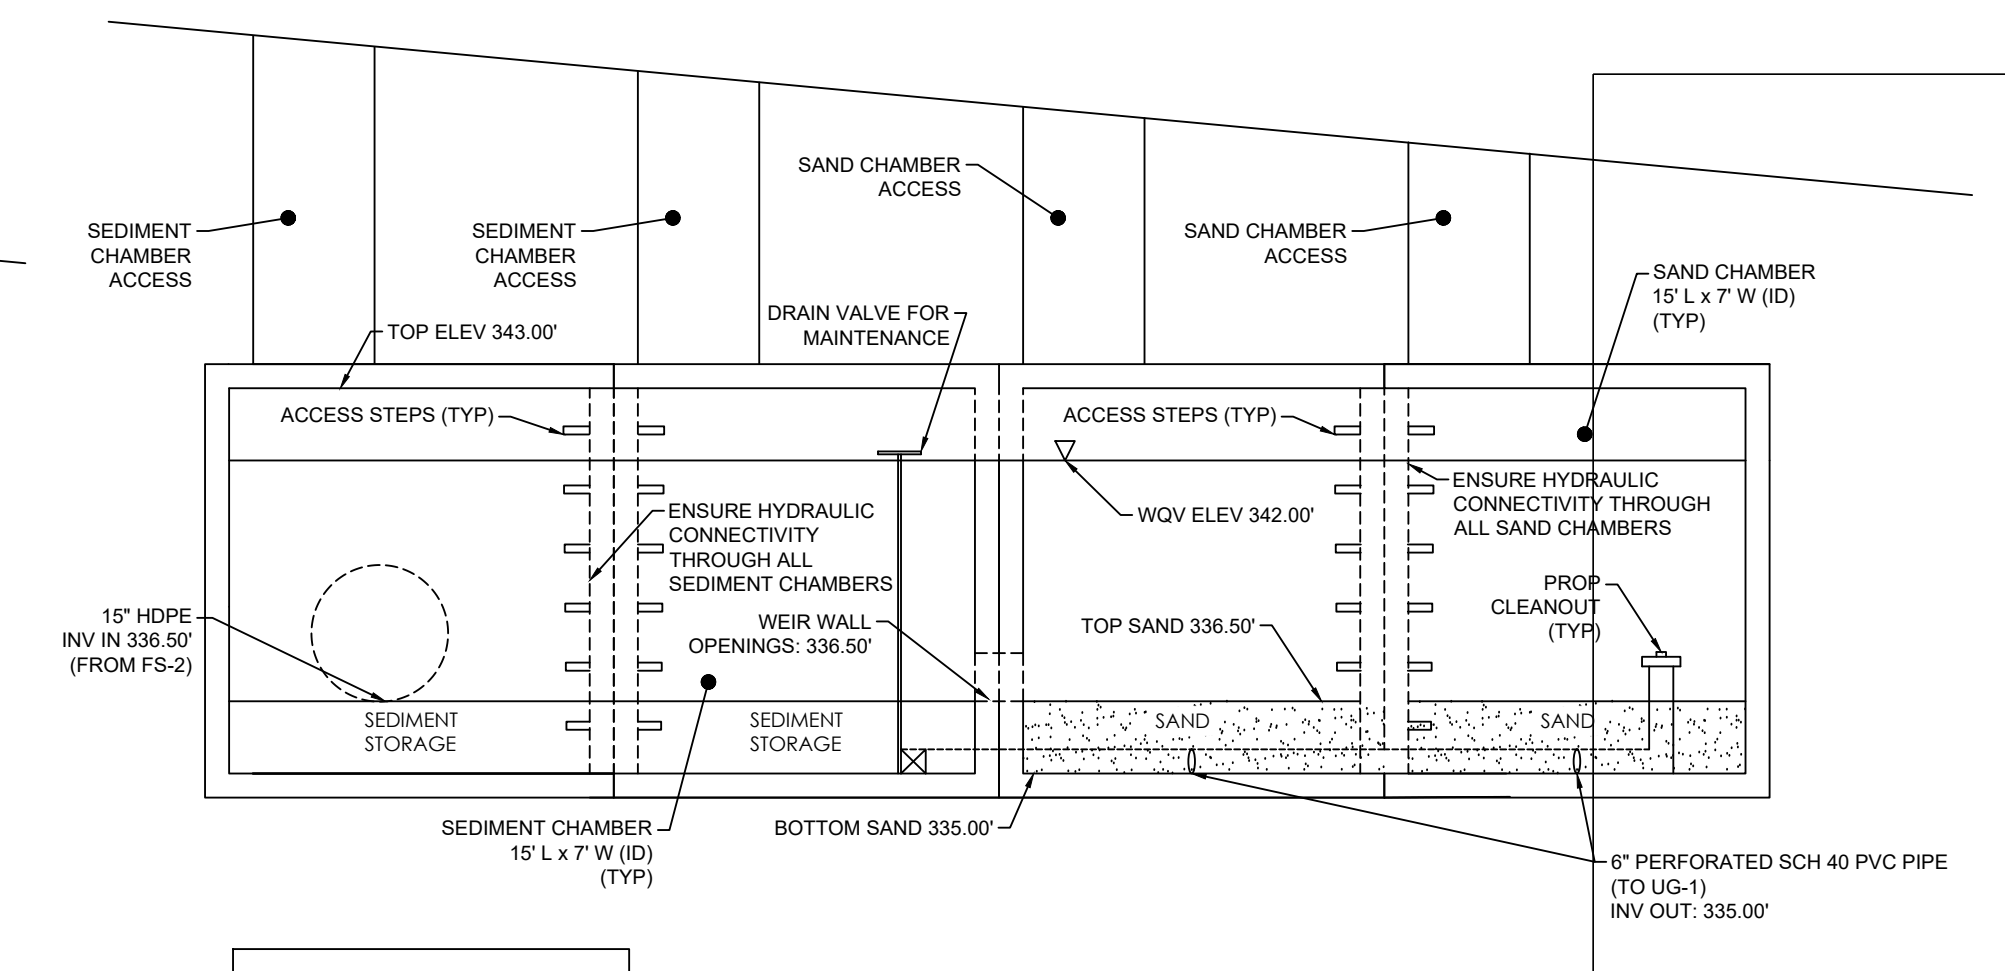 SAND CHAMBER
ACCESS
SEDIMENT
CHAMBER
ACCESS
SEDIMENT
CHAMBER
ACCESS
SAND CHAMBER
ACCESS
SAND CHAMBER
15' L x 7' W (ID)
(TYP)
DRAIN VALVE FOR
MAINTENANCE
TOP ELEV 343.00'
ACCESS STEPS (TYP)
ACCESS STEPS (TYP)
ENSURE HYDRAULIC
CONNECTIVITY THROUGH
ALL SAND CHAMBERS
ENSURE HYDRAULIC
CONNECTIVITY
THROUGH ALL
SEDIMENT CHAMBERS
WQV ELEV 342.00'
PROP
CLEANOUT
(TYP)
15" HDPE
INV IN 336.50'
(FROM FS-2)
WEIR WALL
OPENINGS: 336.50'
TOP SAND 336.50'
SEDIMENT
STORAGE
SEDIMENT
STORAGE
SAND
SAND
SEDIMENT CHAMBER
15' L x 7' W (ID)
(TYP)
BOTTOM SAND 335.00'
6" PERFORATED SCH 40 PVC PIPE
(TO UG-1)
INV OUT: 335.00'